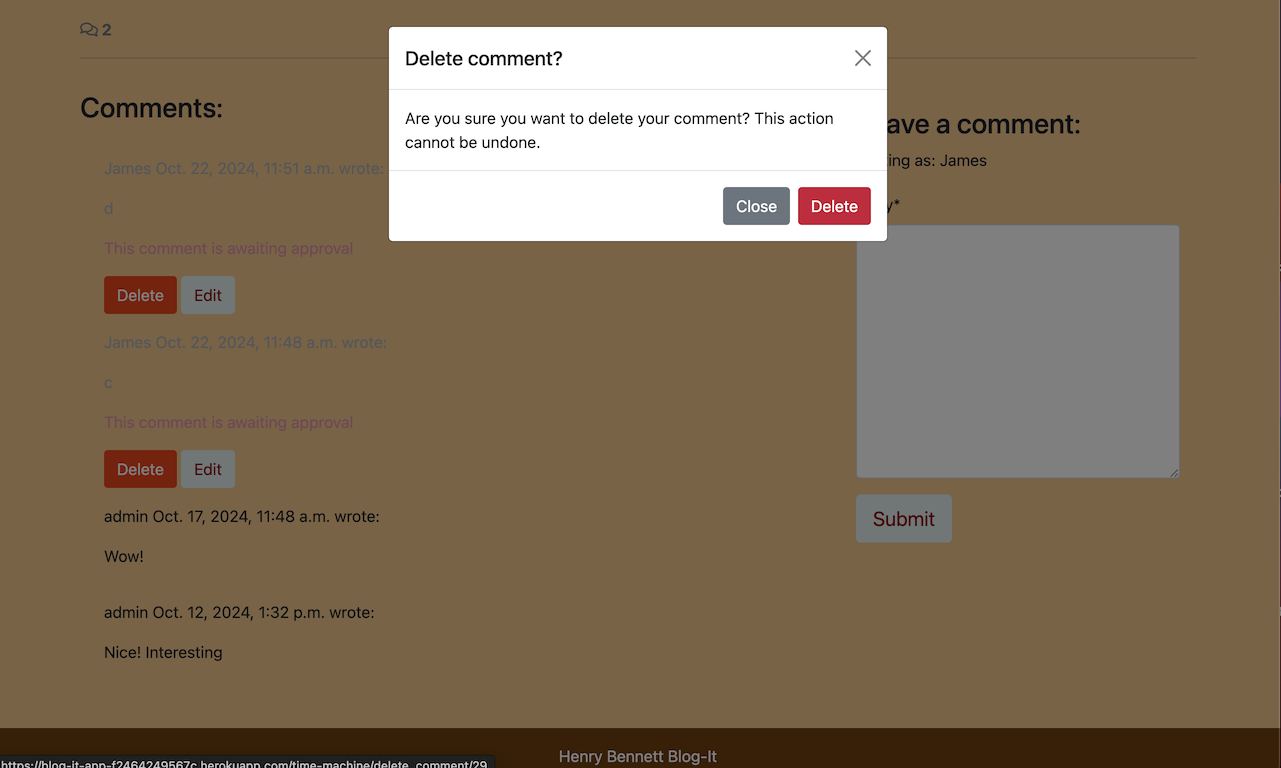 2
Delete comment?
Are you sure you want to delete your comment? This action
cannot be undone.
Close Delete
Comments:
James Oct. 22, 2024, 11:51 a.m. wrote:
d
This comment is awaiting approval
Delete Edit
James Oct. 22, 2024, 11:48 a.m. wrote:
c
This comment is awaiting approval
Delete Edit
admin Oct. 17, 2024, 11:48 a.m. wrote:
Wow!
admin Oct. 12, 2024, 1:32 p.m. wrote:
Nice! Interesting
ave a comment:
ing as: James
y*
Submit
Henry Bennett Blog-It
https://blog-it-app-f2464249567c.herokuapp.com/time-machine/delete_comment/29